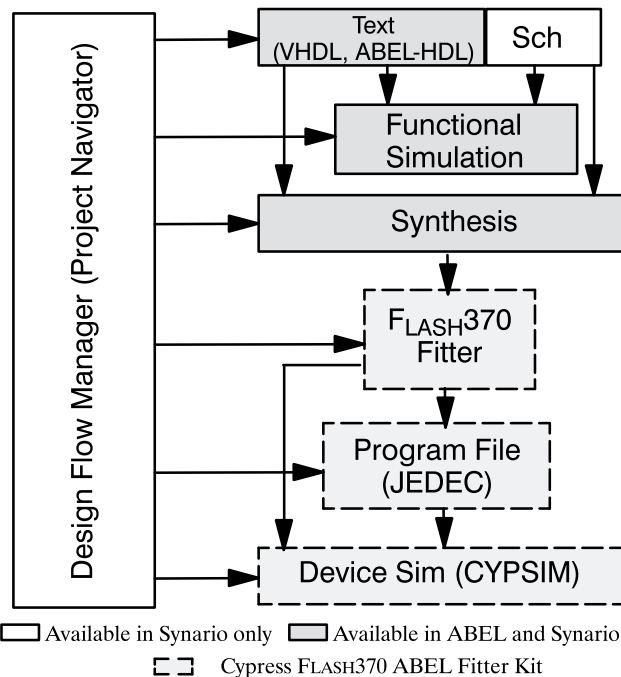 Design Flow Manager (Project Navigator)
Text
(VHDL, ABEL-HDL)
Sch
Functional
Simulation
Synthesis
FLASH370
Fitter
Program File
(JEDEC)
Device Sim (CYPSIM)
Available in Synario only
Available in ABEL and Synario
Cypress FLASH370 ABEL Fitter Kit